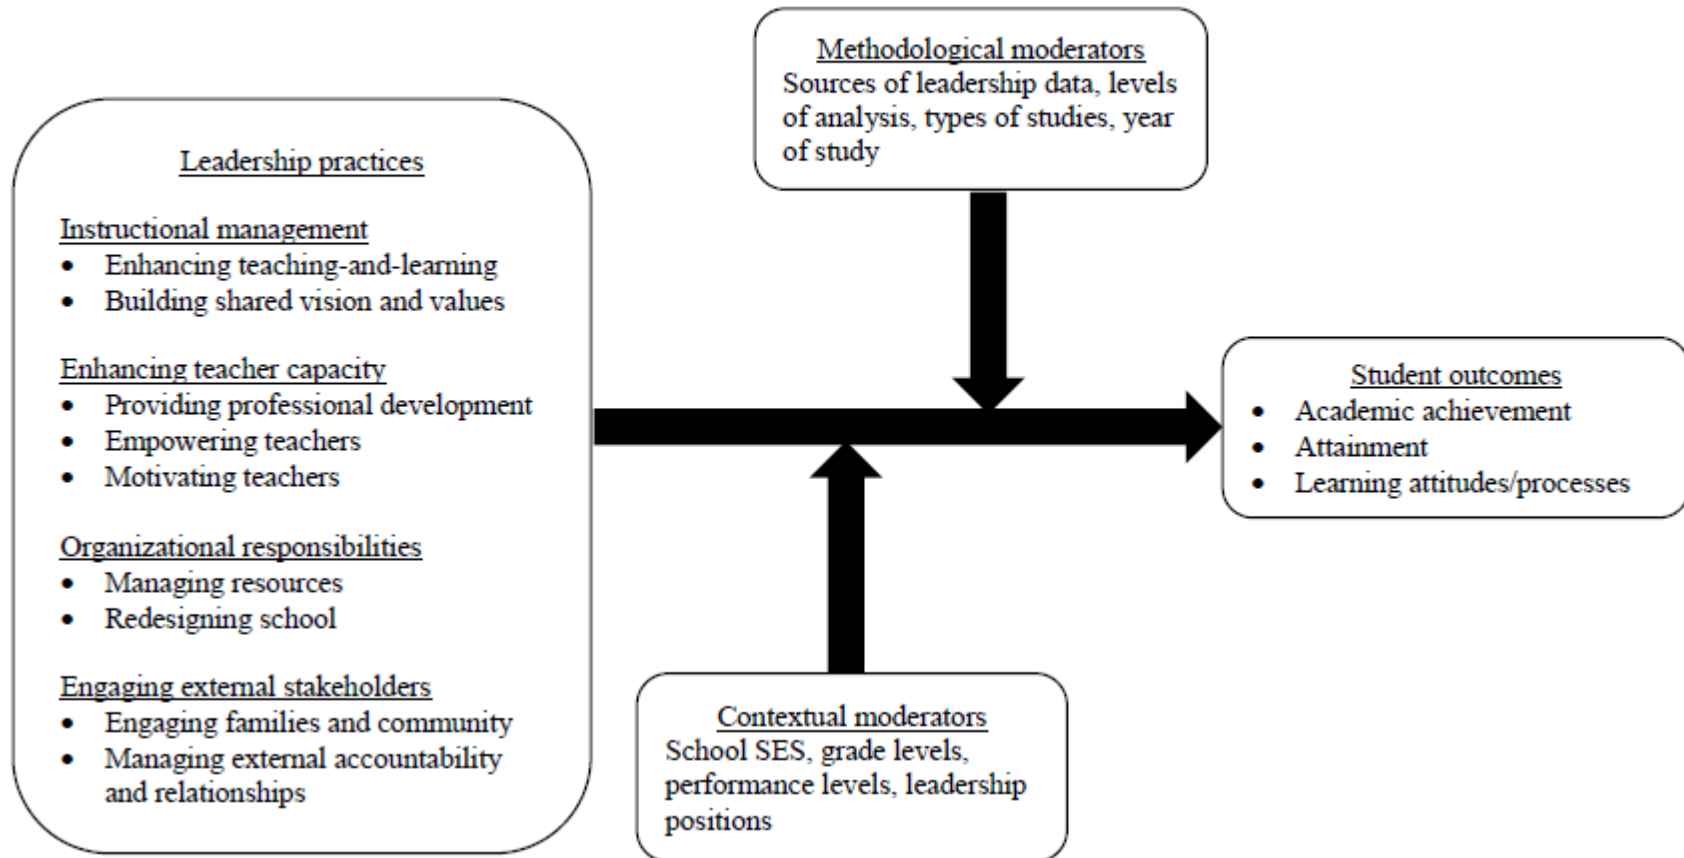 Leadership practices
Instructional management
• Enhancing teaching-and-learning
• Building shared vision and values
Enhancing teacher capacity
• Providing professional development
• Empowering teachers
• Motivating teachers
Organizational responsibilities
• Managing resources
• Redesigning school
Engaging external stakeholders
• Engaging families and community
• Managing external accountability
and relationships
Methodological moderators
Sources of leadership data, levels
of analysis, types of studies, year
of study
Contextual moderators
School SES, grade levels,
performance levels, leadership
positions
Student outcomes
• Academic achievement
• Attainment
• Learning attitudes/processes